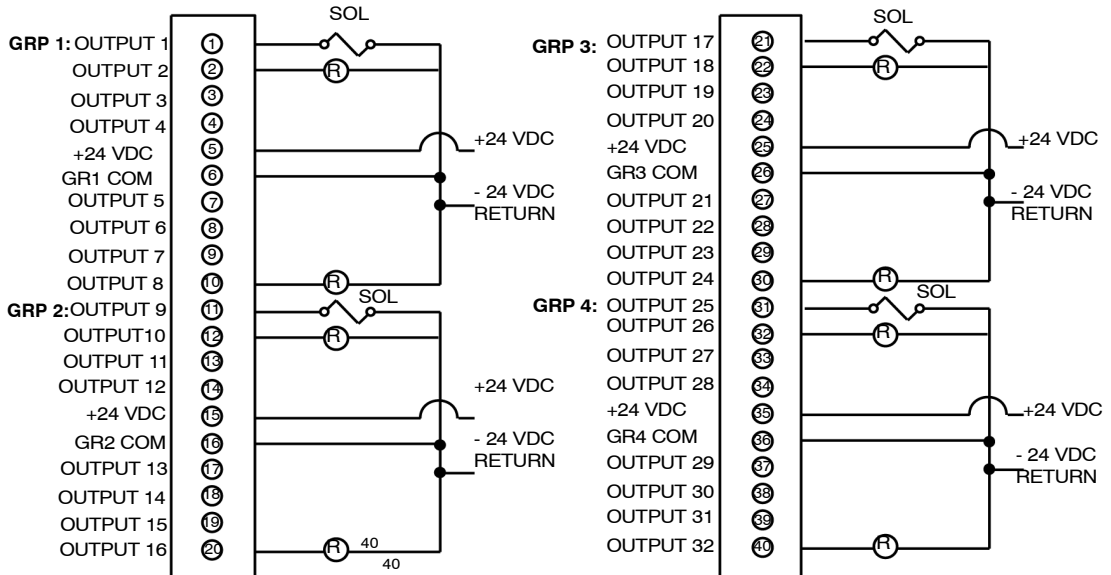 SOL
GRP 1: OUTPUT 1 1
OUTPUT 2 2 R
OUTPUT 3 3
OUTPUT 4 4
+24 VDC 5 +24 VDC
GR1 COM 6
OUTPUT 5 7 - 24 VDC
RETURN
OUTPUT 6 8
OUTPUT 7 9
OUTPUT 8 10 R
SOL
GRP 2: OUTPUT 9 11
OUTPUT10 12 R
OUTPUT 11 13
OUTPUT 12 14 +24 VDC
+24 VDC 15
GR2 COM 16 - 24 VDC
RETURN
OUTPUT 13 17
OUTPUT 14 18
OUTPUT 15 19
OUTPUT 16 20 R 40
40
SOL
GRP 3: OUTPUT 17 21
OUTPUT 18 22 R
OUTPUT 19 23
OUTPUT 20 24
+24 VDC 25 +24 VDC
GR3 COM 26
OUTPUT 21 27 - 24 VDC
RETURN
OUTPUT 22 28
OUTPUT 23 29
OUTPUT 24 30 R
SOL
GRP 4: OUTPUT 25 31
OUTPUT 26 32 R
OUTPUT 27 33
OUTPUT 28 34
+24 VDC 35 +24 VDC
GR4 COM 36
- 24 VDC
OUTPUT 29 37 RETURN
OUTPUT 30 38
OUTPUT 31 39
OUTPUT 32 40 R